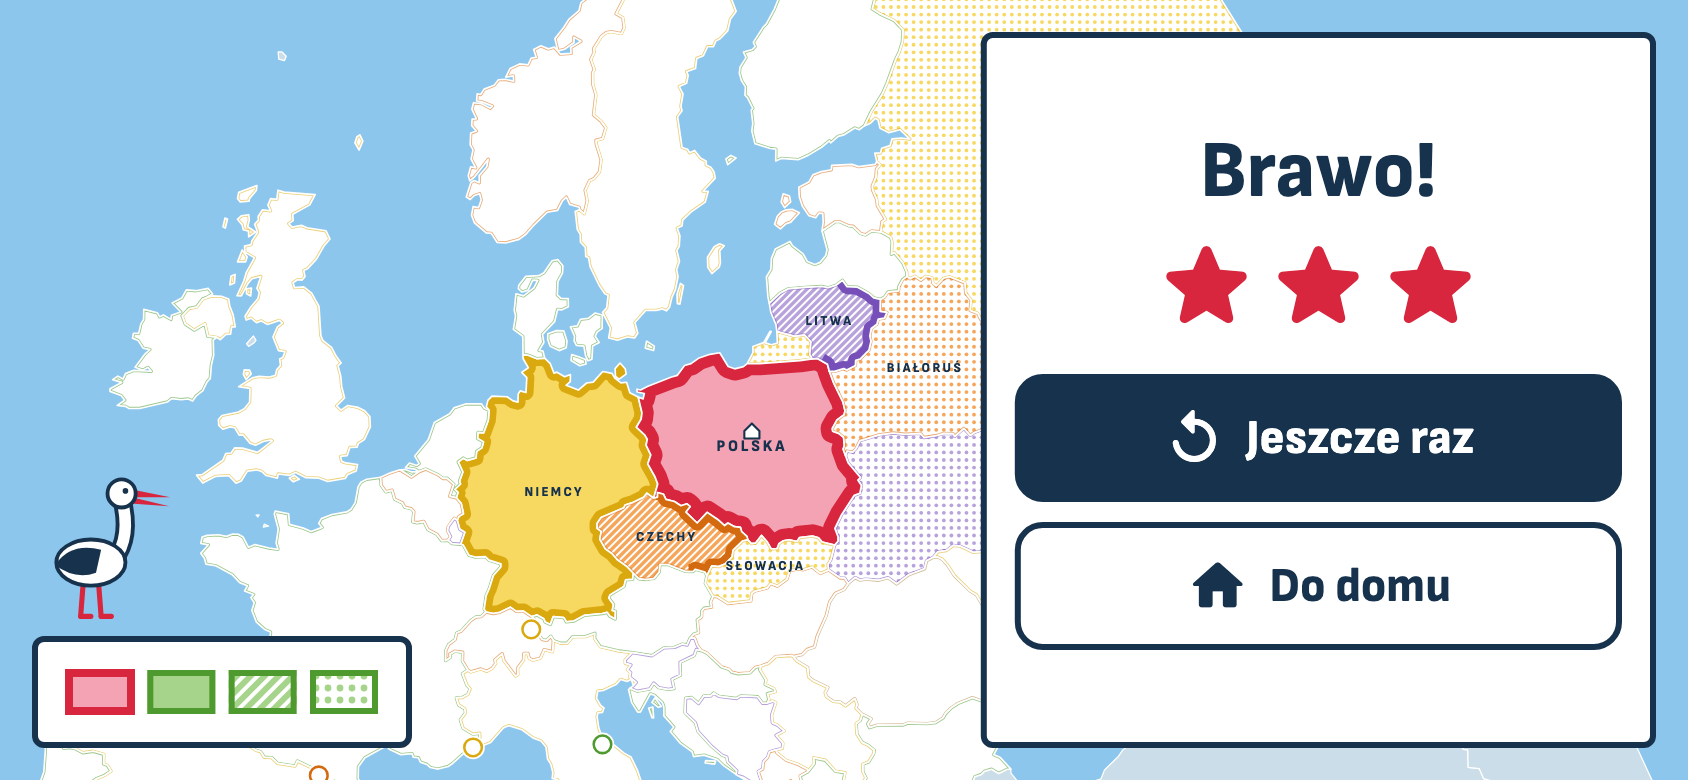 Brawo!
Jeszcze raz
Do domu
LITWA
BIAŁORUŚ
POLSKA
NIEMCY
CZECHY
SŁOWACJA